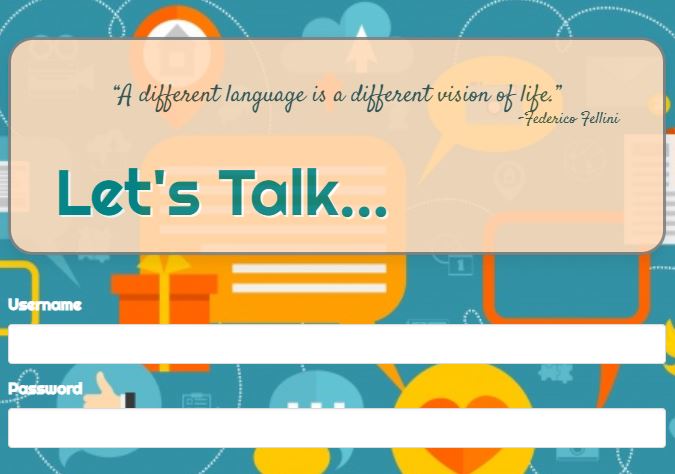 “A different language is a different vision of life.”
-Federico Fellini
Let's Talk...
Username
Password